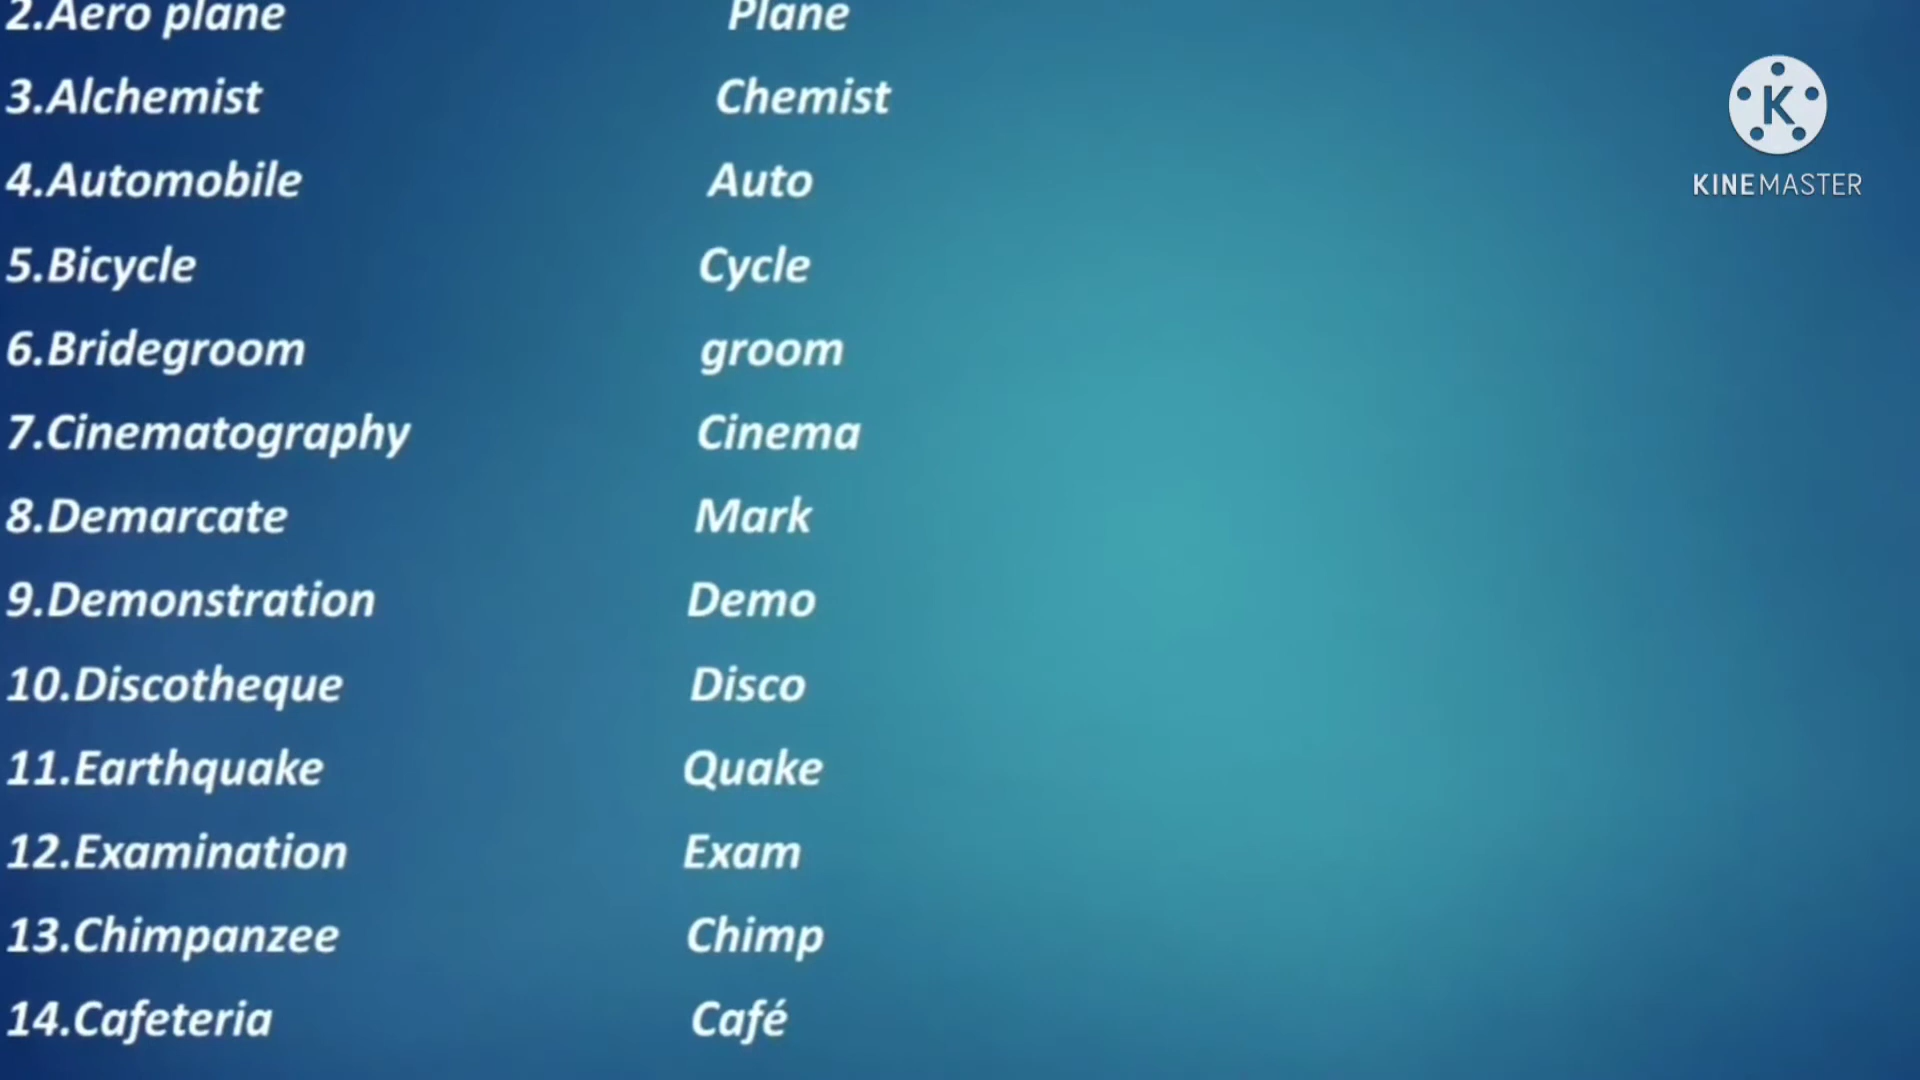 2.Aero plane Plane
3.Alchemist Chemist
4.Automobile Auto
5.Bicycle Cycle
6.Bridegroom groom
7.Cinematography Cinema
8.Demarcate Mark
9.Demonstration Demo
10.Discotheque Disco
11.Earthquake Quake
12.Examination Exam
13.Chimpanzee Chimp
14.Cafeteria Café
K
KINEMASTER